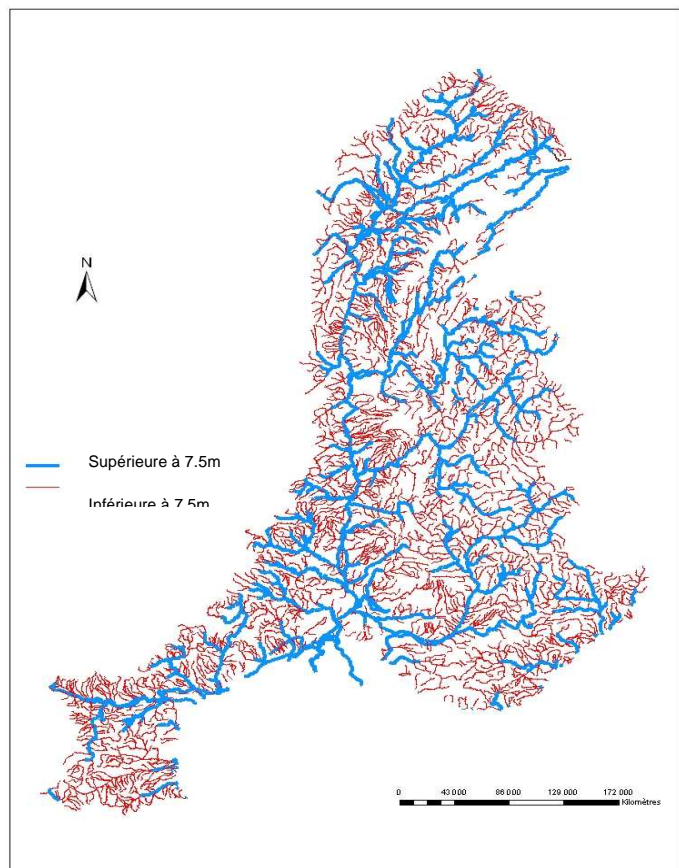 N
Supérieure à 7.5m
Inférieure à 7.5m
0 43 000 86 000 129 000 172 000
Kilomètres